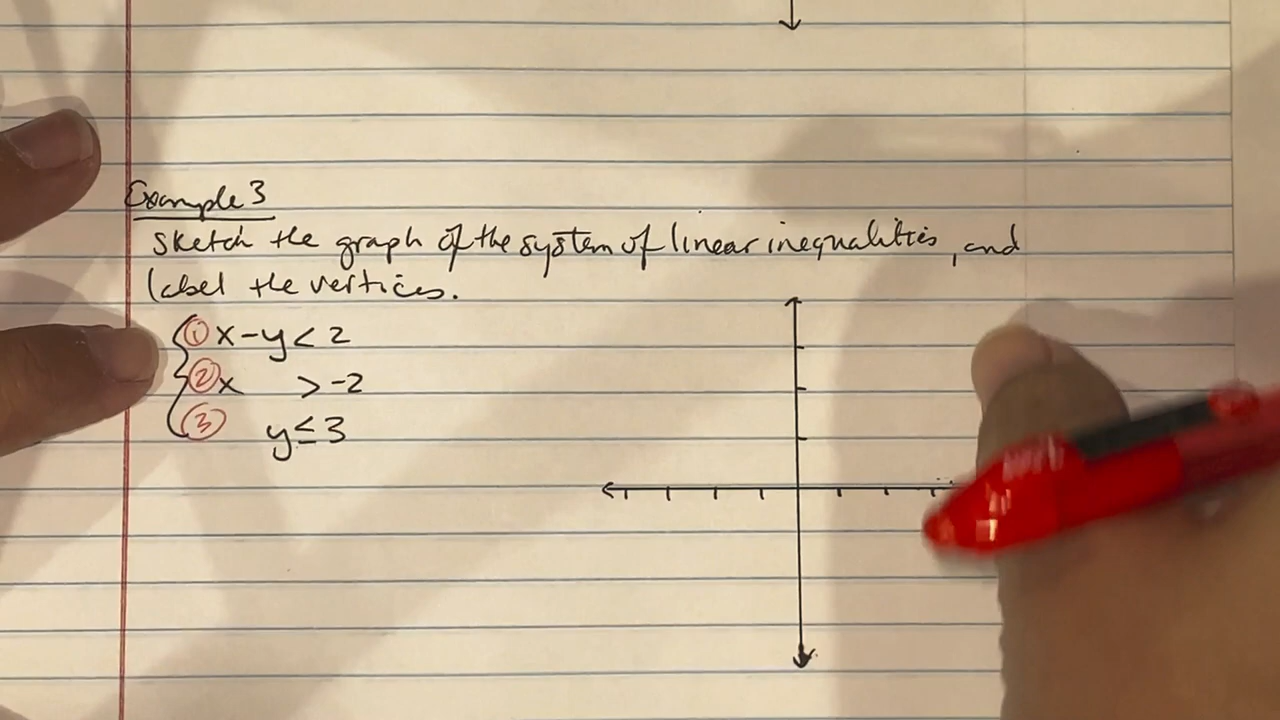 Example 3
Sketch the graph of the system of linear inequalities, and
label the vertices.
① x-y < 2
② x > -2
③ y ≤ 3